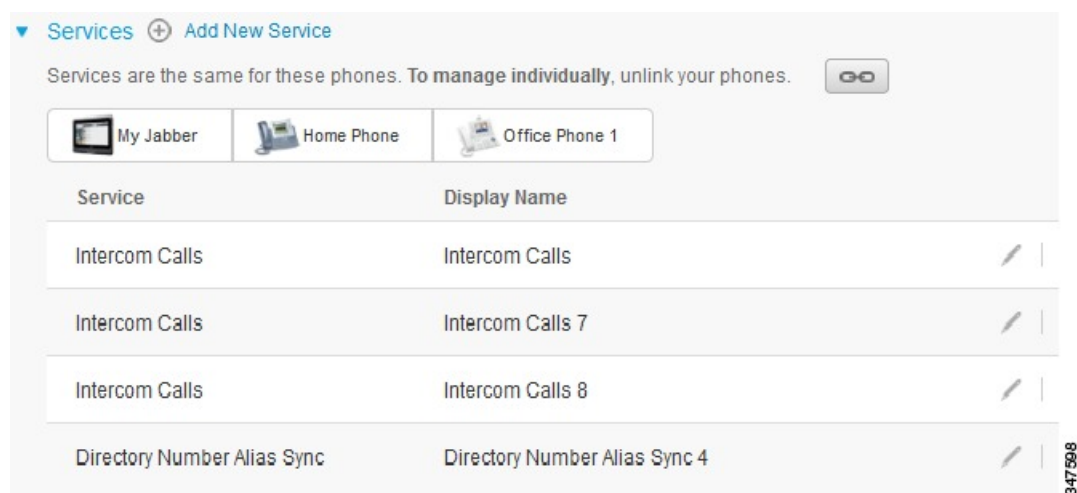 Services Add New Service
Services are the same for these phones. To manage individually, unlink your phones.
My Jabber Home Phone Office Phone 1
Service Display Name
Intercom Calls Intercom Calls
Intercom Calls Intercom Calls 7
Intercom Calls Intercom Calls 8
Directory Number Alias Sync Directory Number Alias Sync 4
347598